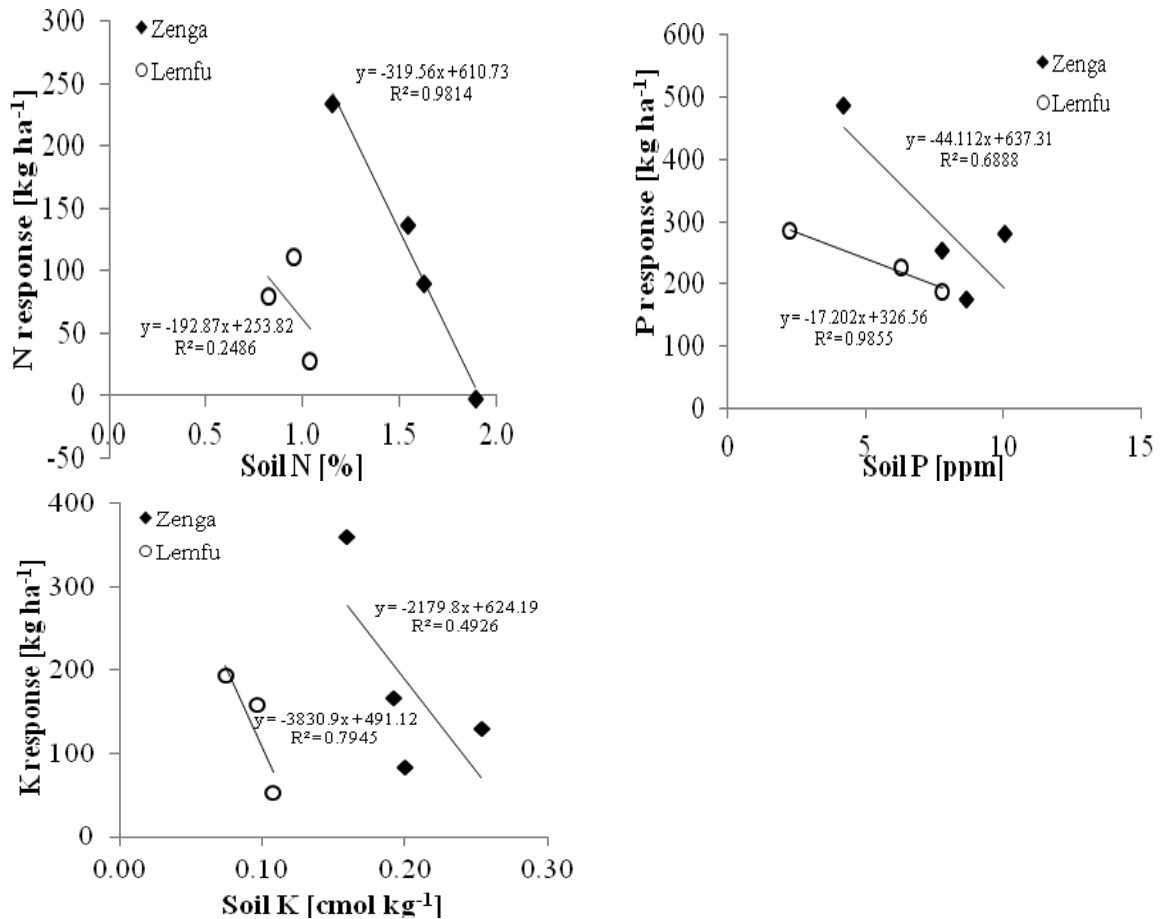 300
250
200
150
100
50
0
-50
N response [kg ha⁻¹]
Zenga
Lemfu
y = -319.56x + 610.73
R² = 0.9814
y = -192.87x + 253.82
R² = 0.2486
0.0 0.5 1.0 1.5 2.0
Soil N [%]
600
500
400
300
200
100
0
P response [kg ha⁻¹]
Zenga
Lemfu
y = -44.112x + 637.31
R² = 0.6888
y = -17.202x + 326.56
R² = 0.9855
0 5 10 15
Soil P [ppm]
400
300
200
100
0
K response [kg ha⁻¹]
Zenga
Lemfu
y = -2179.8x + 624.19
R² = 0.4926
y = -3830.9x + 491.12
R² = 0.7945
0.00 0.10 0.20 0.30
Soil K [cmol kg⁻¹]